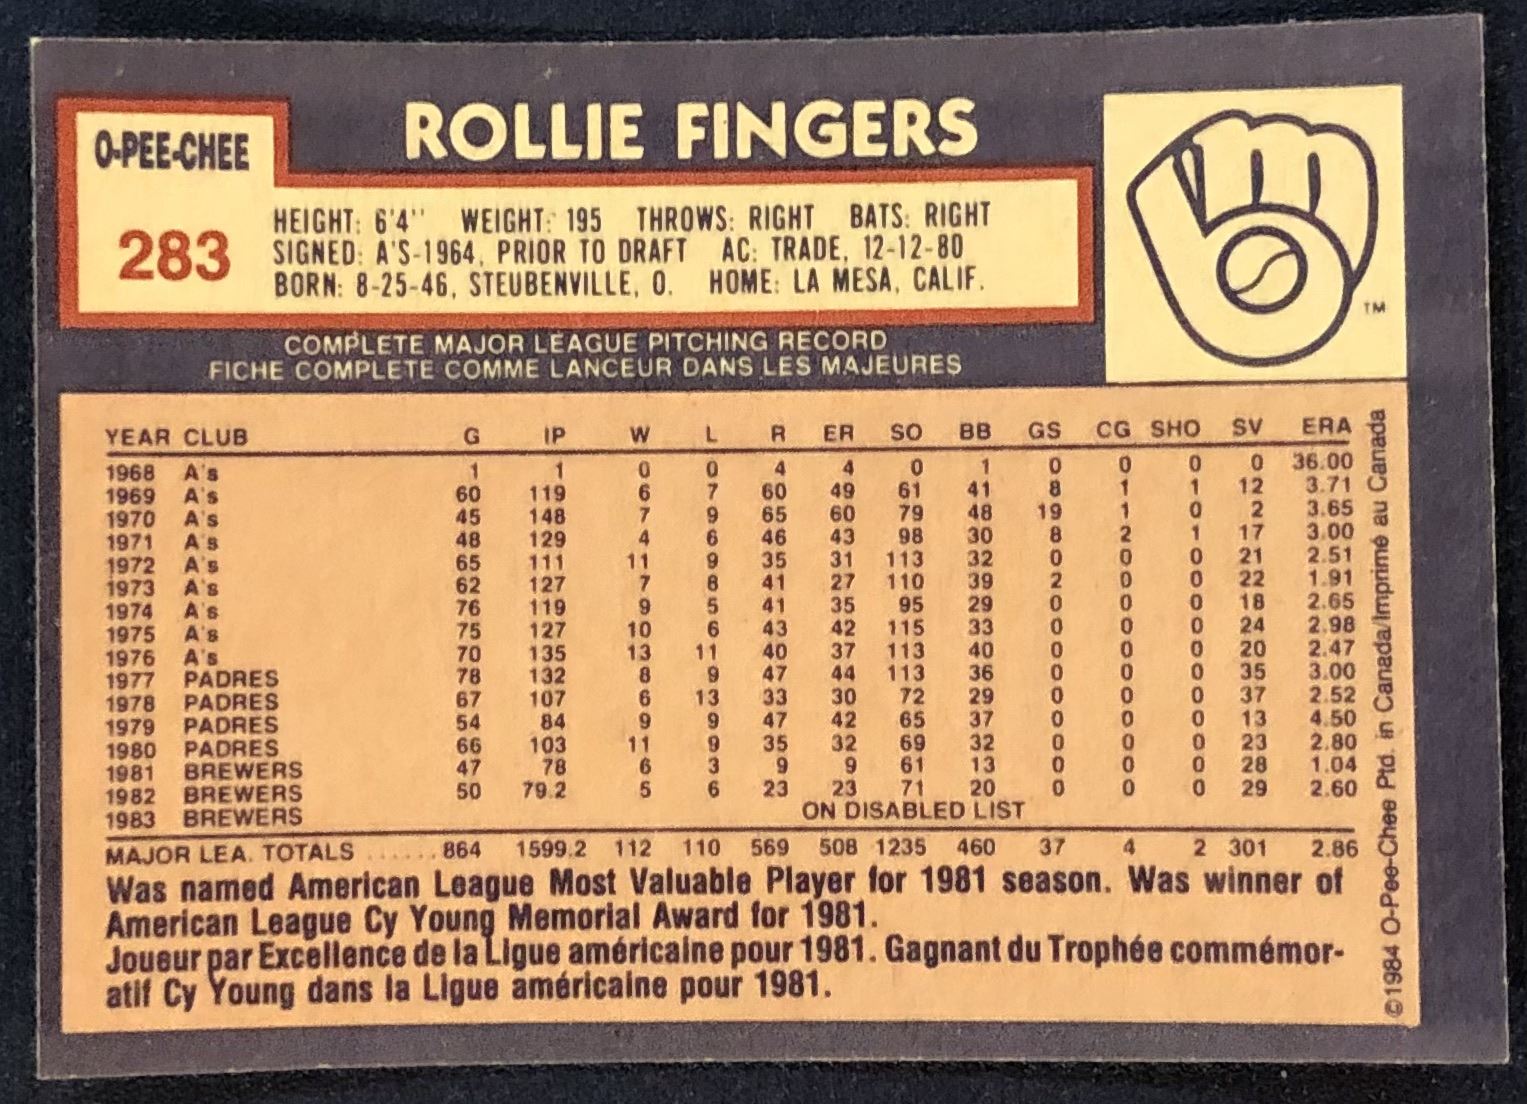 ROLLIE FINGERS
O-PEE-CHEE
283
HEIGHT: 6'4'' WEIGHT: 195 THROWS: RIGHT BATS: RIGHT
SIGNED: A'S-1964, PRIOR TO DRAFT AC: TRADE, 12-12-80
BORN: 8-25-46, STEUBENVILLE, O. HOME: LA MESA, CALIF.
TM
COMPLETE MAJOR LEAGUE PITCHING RECORD
FICHE COMPLETE COMME LANCEUR DANS LES MAJEURES
YEAR CLUB G IP W L R ER SO BB GS CG SHO SV ERA
1968 A's 1 1 0 0 4 4 0 1 0 0 0 0 36.00
1969 A's 60 119 6 7 60 49 61 41 8 1 1 12 3.71
1970 A's 45 148 7 9 65 60 79 48 19 1 0 2 3.65
1971 A's 48 129 4 6 46 43 98 30 8 2 1 17 3.00
1972 A's 65 111 11 9 35 31 113 32 0 0 0 21 2.51
1973 A's 62 127 7 8 41 27 110 39 2 0 0 22 1.91
1974 A's 76 119 9 5 41 35 95 29 0 0 0 18 2.65
1975 A's 75 127 10 6 43 42 115 33 0 0 0 24 2.98
1976 A's 70 135 13 11 40 37 113 40 0 0 0 20 2.47
1977 PADRES 78 132 8 9 47 44 113 36 0 0 0 35 3.00
1978 PADRES 67 107 6 13 33 30 72 29 0 0 0 37 2.52
1979 PADRES 54 84 9 9 47 42 65 37 0 0 0 13 4.50
1980 PADRES 66 103 11 9 35 32 69 32 0 0 0 23 2.80
1981 BREWERS 47 78 6 3 9 9 61 13 0 0 0 28 1.04
1982 BREWERS 50 79.2 5 6 23 23 71 20 0 0 0 29 2.60
1983 BREWERS ON DISABLED LIST
MAJOR LEA. TOTALS ...... 864 1599.2 112 110 569 508 1235 460 37 4 2 301 2.86
Was named American League Most Valuable Player for 1981 season. Was winner of
American League Cy Young Memorial Award for 1981.
Joueur par Excellence de la Ligue américaine pour 1981. Gagnant du Trophée commémor-
atif Cy Young dans la Ligue américaine pour 1981.
©1984 O-Pee-Chee Ptd. in Canada/Imprimé au Canada